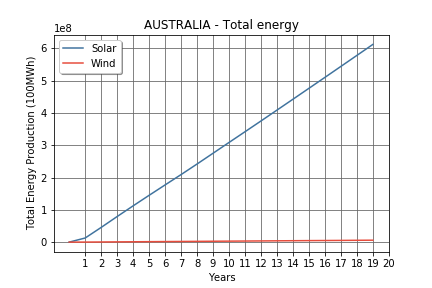 AUSTRALIA - Total energy
1e8
Solar
Wind
6
5
4
3
2
1
0
Total Energy Production (100MWh)
1 2 3 4 5 6 7 8 9 10 11 12 13 14 15 16 17 18 19 20
Years